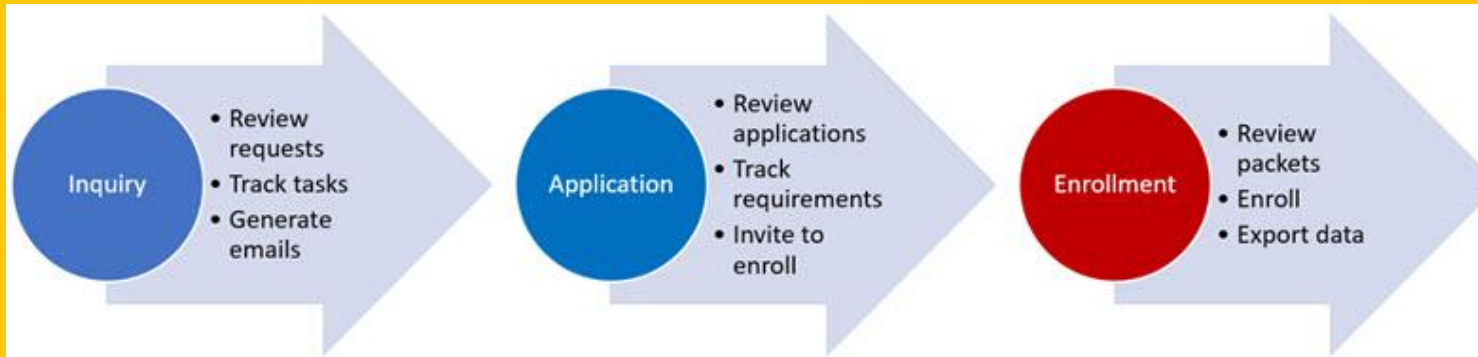 Inquiry
• Review
requests
• Track tasks
• Generate
emails
Application
• Review
applications
• Track
requirements
• Invite to
enroll
Enrollment
• Review
packets
• Enroll
• Export data